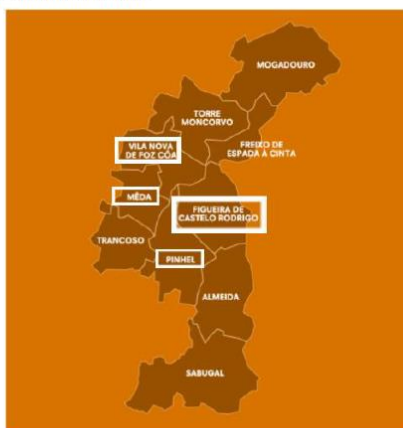 MOGADOURO
TORRE
MONCORVO
FREIXO DE
ESPADA À CINTA
VILA NOVA
DE FOZ CÔA
MÊDA
FIGUEIRA DE
CASTELO RODRIGO
TRANCOSO
PINHEL
ALMEIDA
SABUGAL